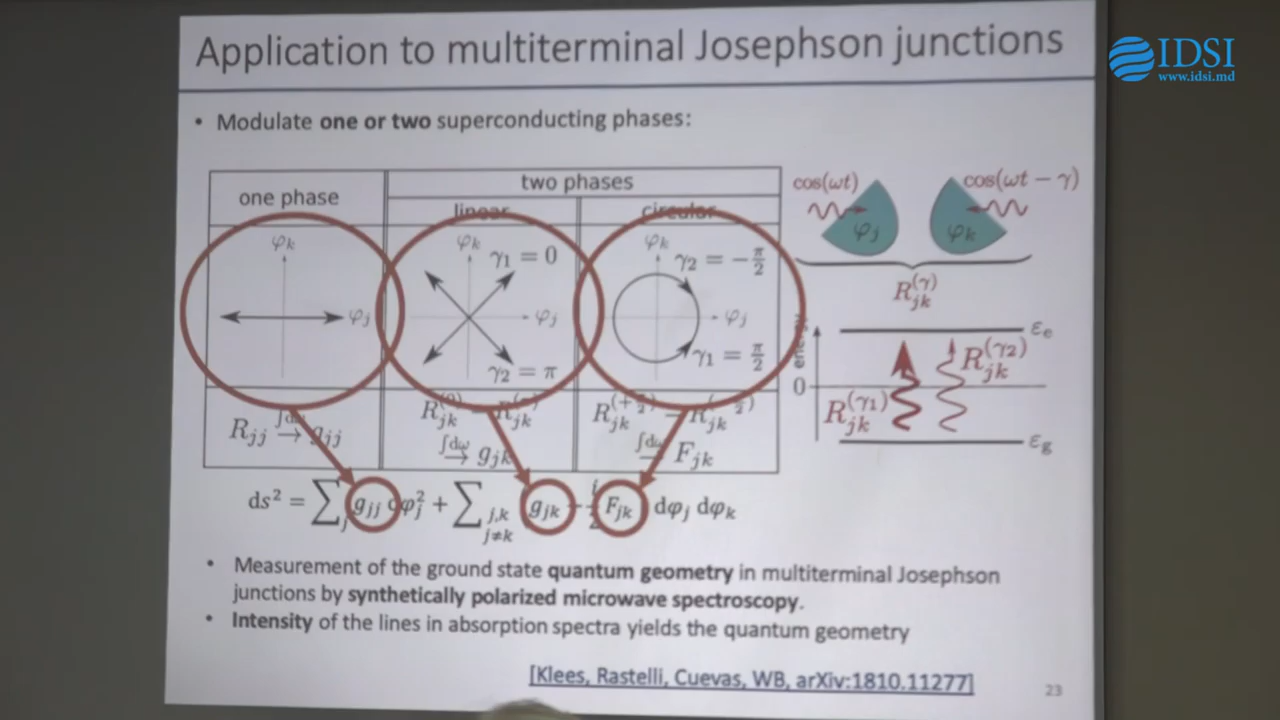 Application to multiterminal Josephson junctions
IDSI
www.idsi.md
• Modulate one or two superconducting phases:
one phase
two phases
linear
circular
φk
φj
φk
γ1 = 0
φj
γ2 = π
φk
γ2 = −π/2
φj
γ1 = π/2
Rjj ∫dω → gjj
∫dω → gjk
∫dω → Fjk
cos(ωt)
cos(ωt − γ)
φj
φk
Rjk(γ)
energy
εe
0
Rjk(γ1)
Rjk(γ2)
εg
ds² = ∑j gjj dφj² + ∑j,k j≠k gjk Fjk dφj dφk
• Measurement of the ground state quantum geometry in multiterminal Josephson
junctions by synthetically polarized microwave spectroscopy.
• Intensity of the lines in absorption spectra yields the quantum geometry
[Klees, Rastelli, Cuevas, WB, arXiv:1810.11277]
23